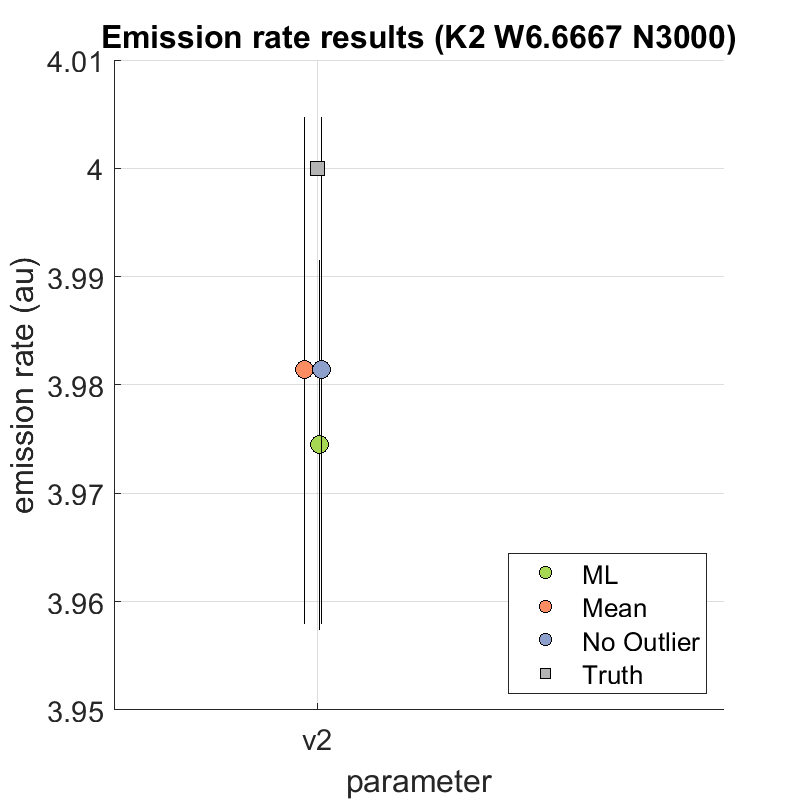 Emission rate results (K2 W6.6667 N3000)
4.01
4
3.99
3.98
3.97
3.96
3.95
emission rate (au)
v2
parameter
ML
Mean
No Outlier
Truth